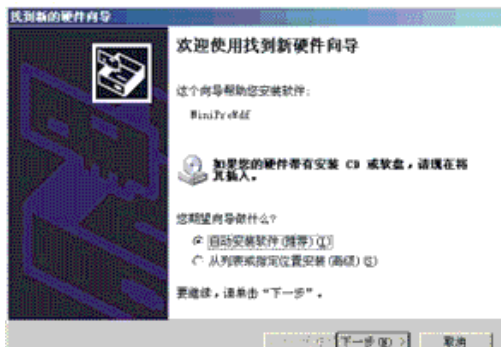 找到新的硬件向导
欢迎使用找到新硬件向导
这个向导帮助您安装软件:
如果您的硬件带有安装 CD 或软盘，请现在将
其插入。
您期望向导做什么?
自动安装软件(推荐)(I)
从列表或指定位置安装(高级)(S)
要继续，请单击“下一步”。
下一步(N) >
取消